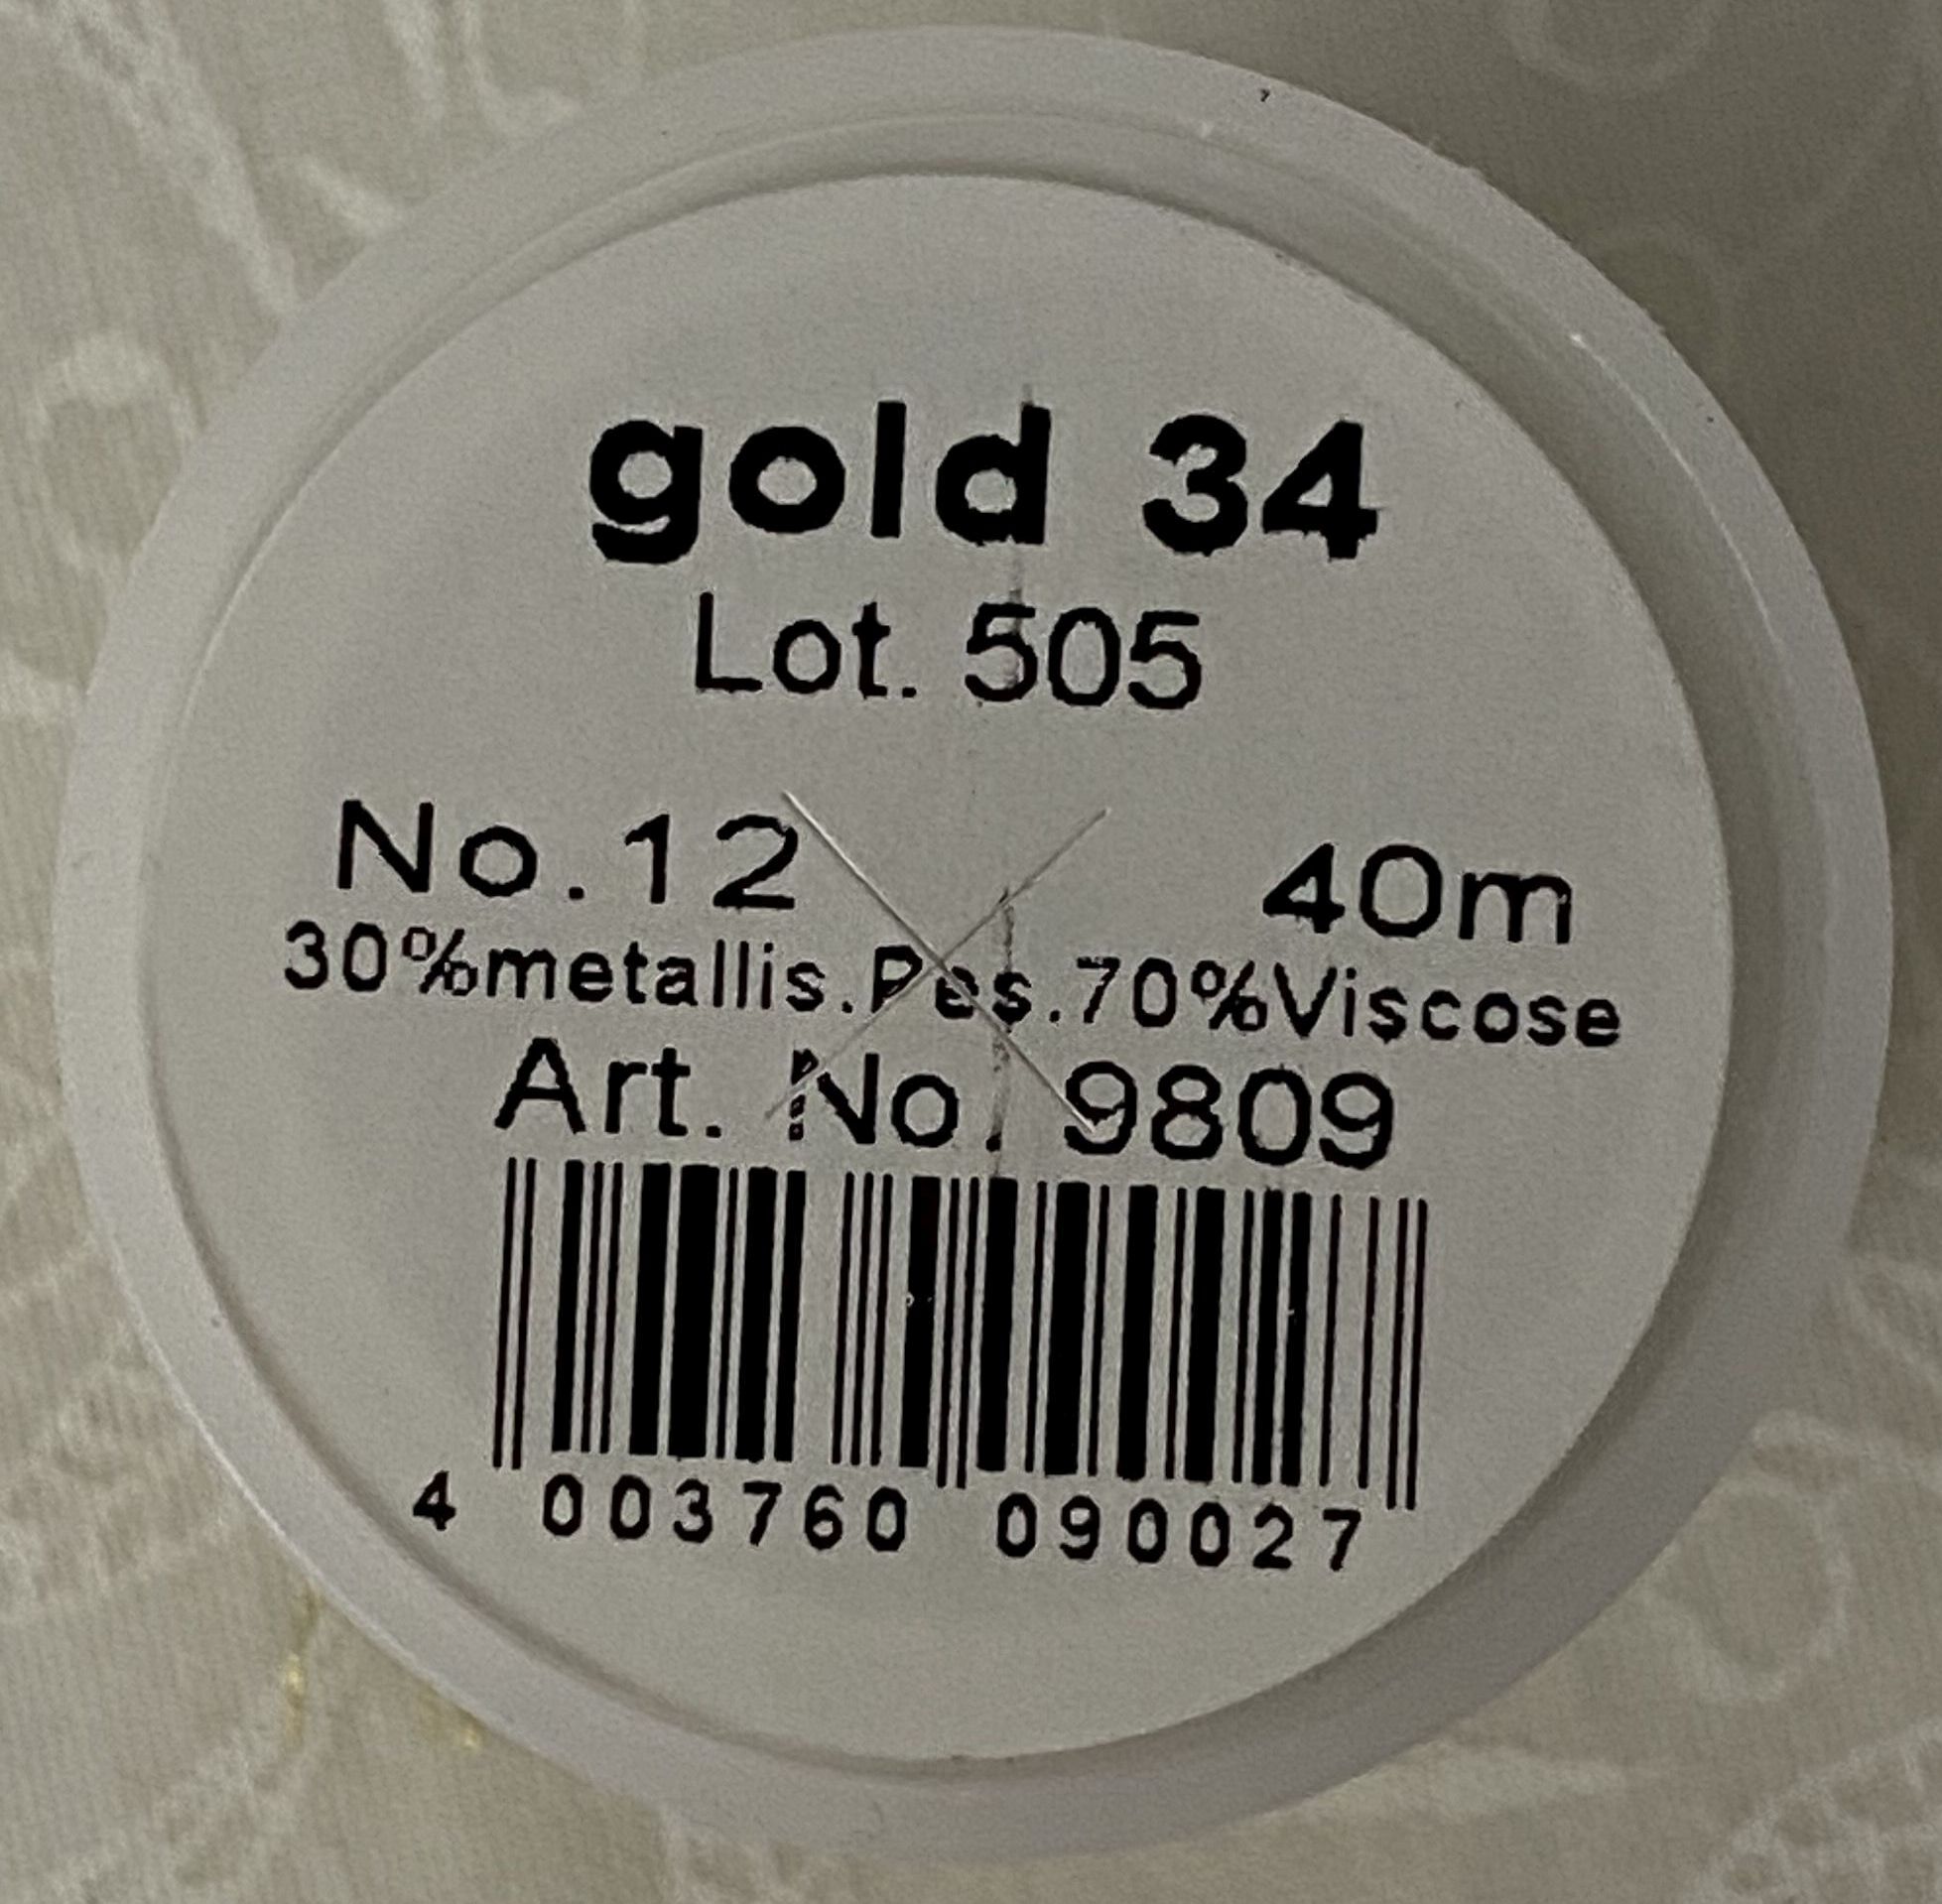 gold 34
Lot. 505
No.12 40m
30%metallis.Pes.70%Viscose
Art. No. 9809
4 003760 090027